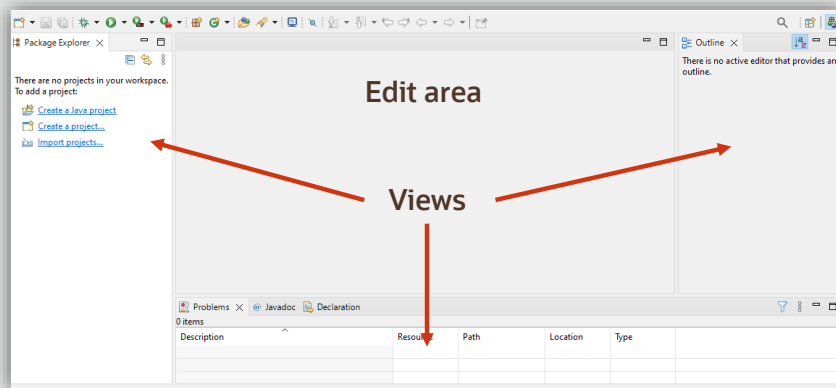 Package Explorer
There are no projects in your workspace.
To add a project:
Create a Java project
Create a project...
Import projects...
Edit area
Views
Outline
There is no active editor that provides an
outline.
Problems @ Javadoc Declaration
0 items
Description Resource Path Location Type